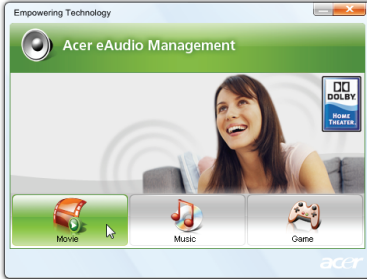 Empowering Technology
Acer eAudio Management
DOLBY
HOME
THEATER
Movie
Music
Game
acer